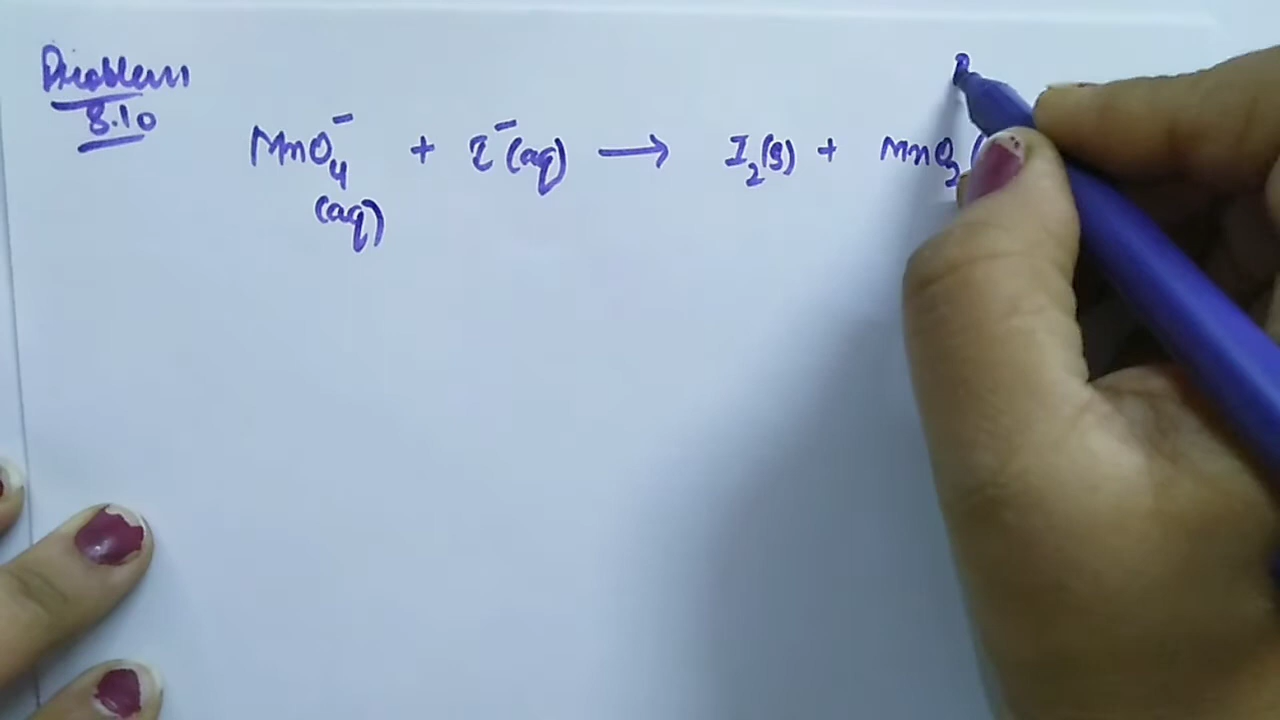 Problem
8.10
MnO₄⁻ + I⁻(aq) ⟶ I₂(s) + MnO₂(
(aq)